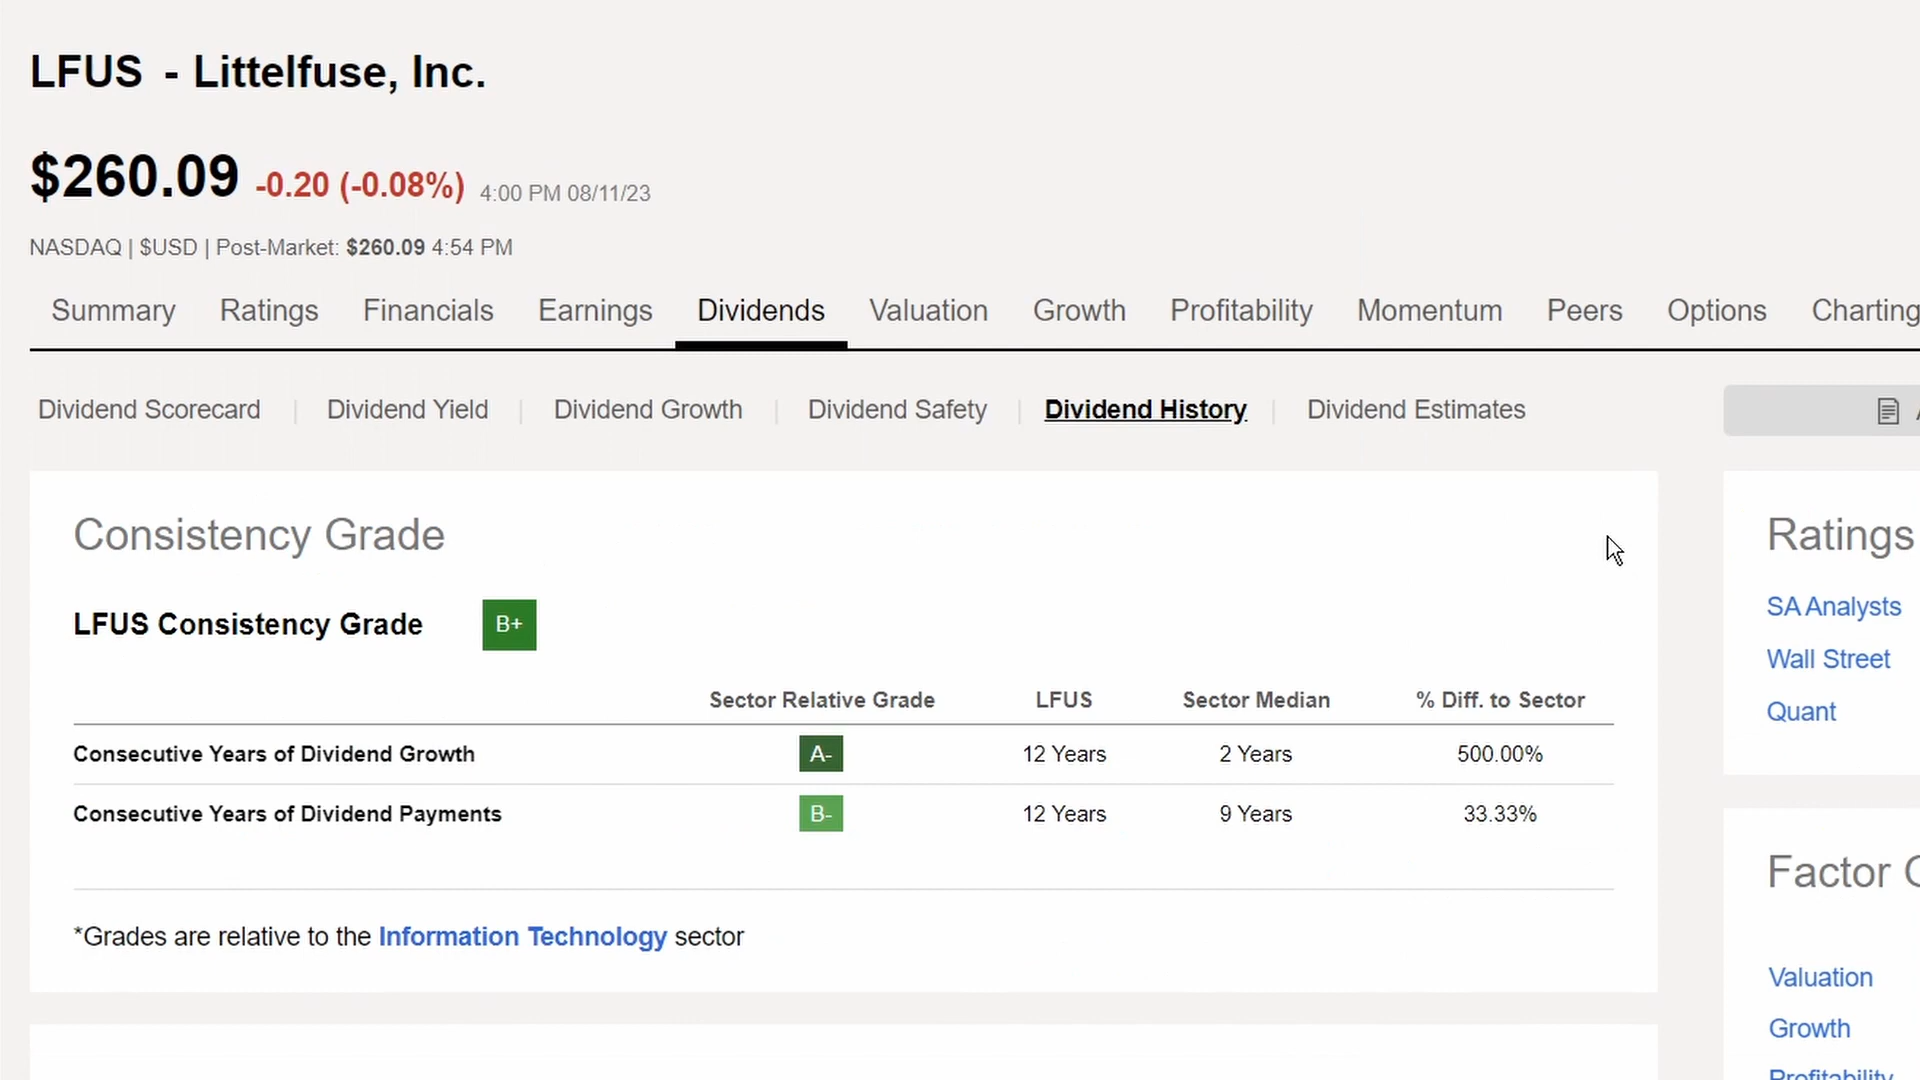 LFUS - Littelfuse, Inc.
$260.09 -0.20 (-0.08%) 4:00 PM 08/11/23
NASDAQ | $USD | Post-Market: $260.09 4:54 PM
Summary Ratings Financials Earnings Dividends Valuation Growth Profitability Momentum Peers Options Charting
Dividend Scorecard | Dividend Yield | Dividend Growth | Dividend Safety | Dividend History | Dividend Estimates
Consistency Grade
LFUS Consistency Grade B+
Sector Relative Grade LFUS Sector Median % Diff. to Sector
Consecutive Years of Dividend Growth A- 12 Years 2 Years 500.00%
Consecutive Years of Dividend Payments B- 12 Years 9 Years 33.33%
*Grades are relative to the Information Technology sector
Ratings
SA Analysts
Wall Street
Quant
Factor
Valuation
Growth
Profitability